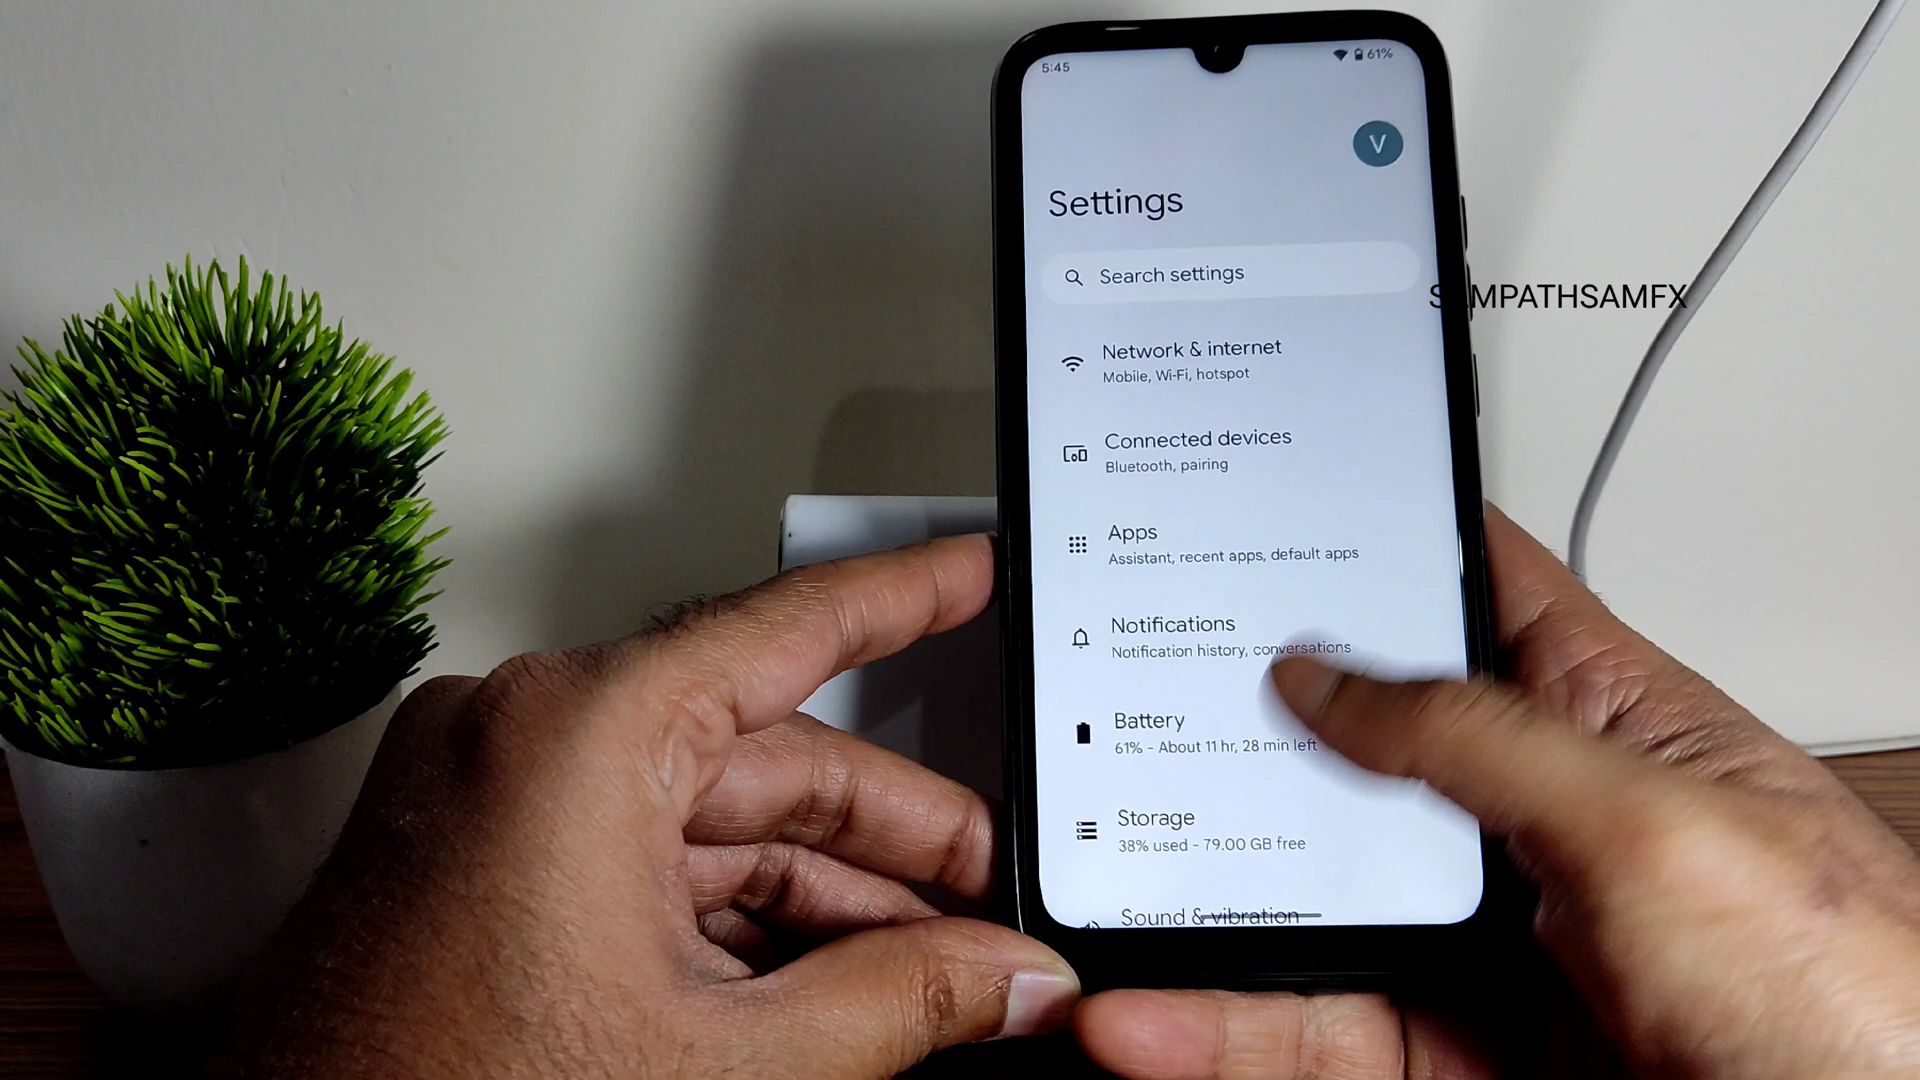 5:45
61%
V
Settings
Search settings
SAMPATHSAMFX
Network & internet
Mobile, Wi-Fi, hotspot
Connected devices
Bluetooth, pairing
Apps
Assistant, recent apps, default apps
Notifications
Notification history, conversations
Battery
61% - About 11 hr, 28 min left
Storage
38% used - 79.00 GB free
Sound & vibration